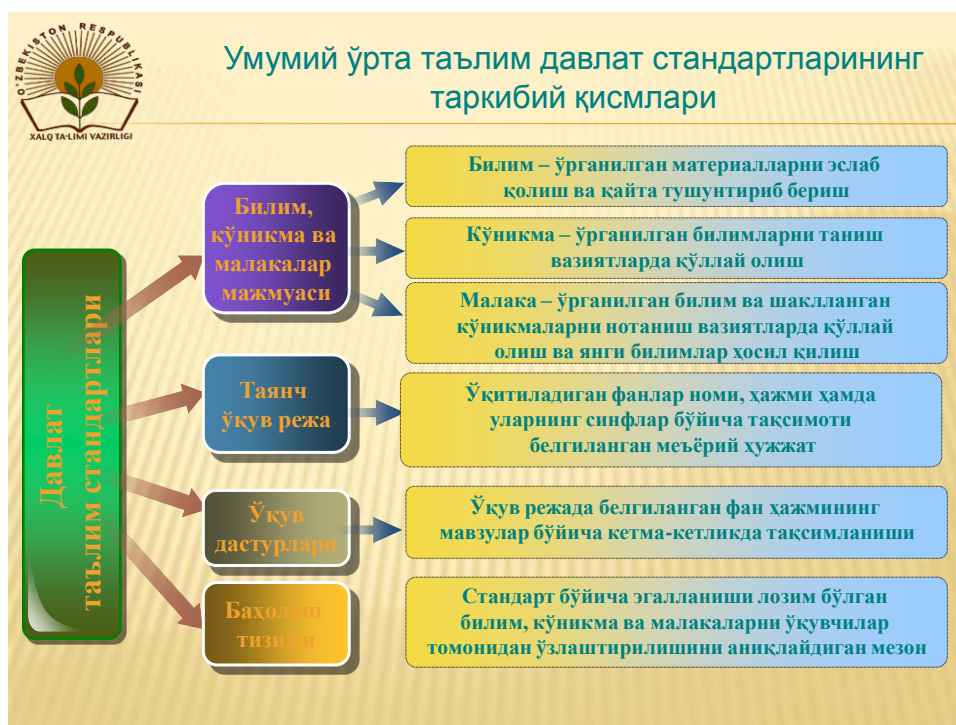 O'ZBEKISTON RESPUBLIKASI
XALQ TA'LIMI VAZIRLIGI
Умумий ўрта таълим давлат стандартларининг
таркибий қисмлари
Давлат
таълим стандартлари
Билим,
кўникма ва
малакалар
мажмуаси
Билим – ўрганилган материалларни эслаб
қолиш ва қайта тушунтириб бериш
Кўникма – ўрганилган билимларни таниш
вазиятларда қўллай олиш
Малака – ўрганилган билим ва шаклланган
кўникмаларни нотаниш вазиятларда қўллай
олиш ва янги билимлар ҳосил қилиш
Таянч
ўқув режа
Ўқитиладиган фанлар номи, ҳажми ҳамда
уларнинг синфлар бўйича тақсимоти
белгиланган меъёрий ҳужжат
Ўқув
дастурлари
Ўқув режада белгиланган фан ҳажмининг
мавзулар бўйича кетма-кетликда тақсимланиши
Баҳолаш
тизими
Стандарт бўйича эгалланиши лозим бўлган
билим, кўникма ва малакаларни ўқувчилар
томонидан ўзлаштирилишини аниқлайдиган мезон